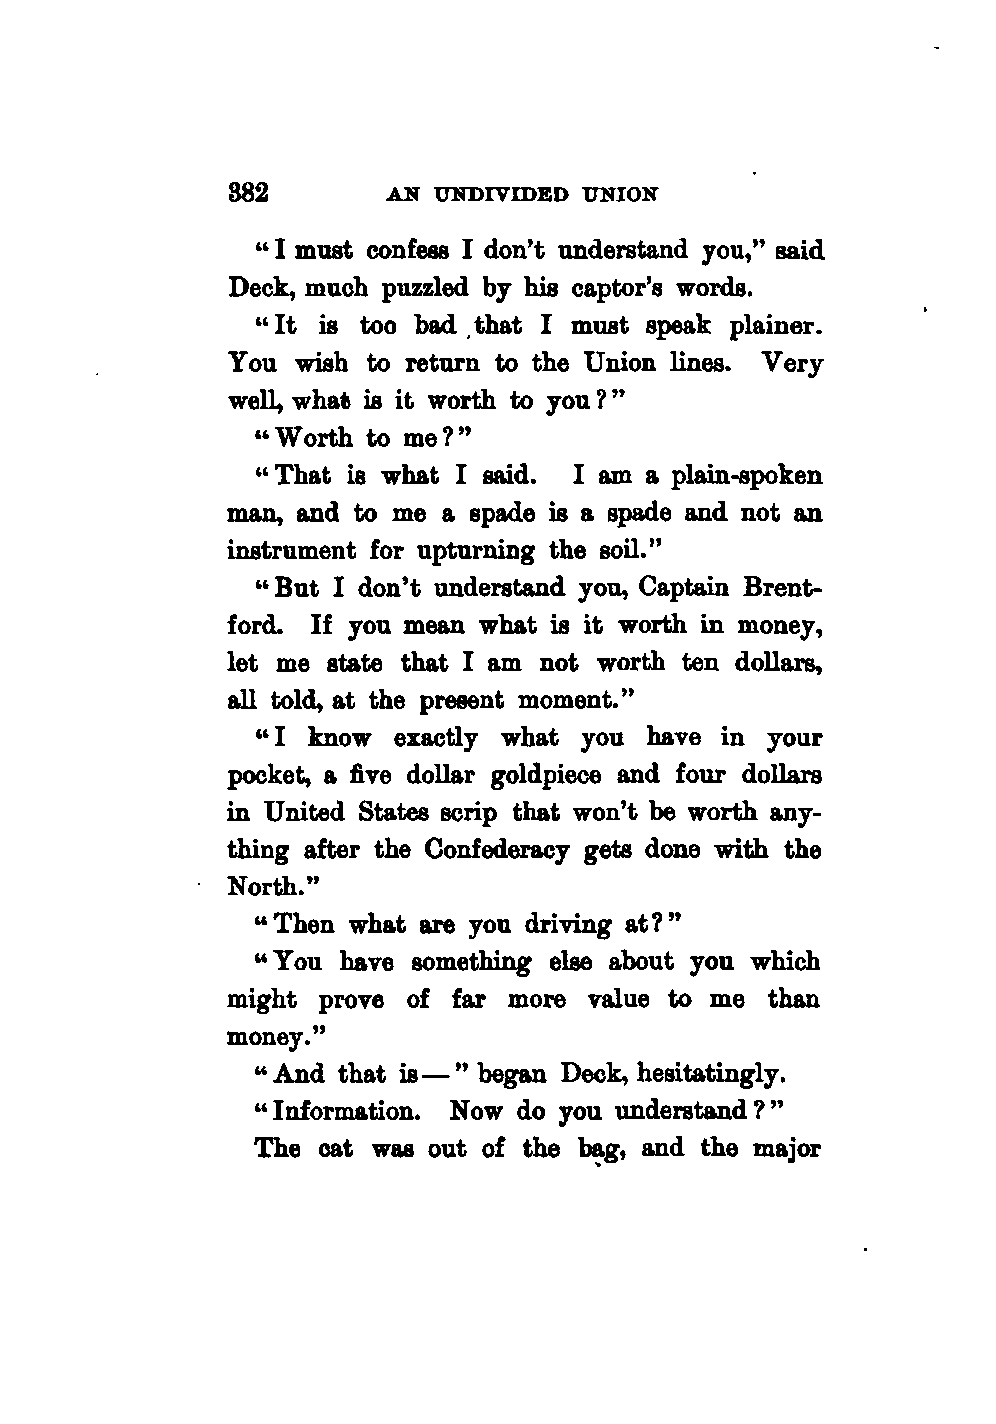 382 AN UNDIVIDED UNION
“I must confess I don't understand you,” said
Deck, much puzzled by his captor's words.
“It is too bad that I must speak plainer.
You wish to return to the Union lines. Very
well, what is it worth to you?”
“Worth to me?”
“That is what I said. I am a plain-spoken
man, and to me a spade is a spade and not an
instrument for upturning the soil.”
“But I don't understand you, Captain Brent-
ford. If you mean what is it worth in money,
let me state that I am not worth ten dollars,
all told, at the present moment.”
“I know exactly what you have in your
pocket, a five dollar goldpiece and four dollars
in United States scrip that won't be worth any-
thing after the Confederacy gets done with the
North.”
“Then what are you driving at?”
“You have something else about you which
might prove of far more value to me than
money.”
“And that is—” began Deck, hesitatingly.
“Information. Now do you understand?”
The cat was out of the bag, and the major